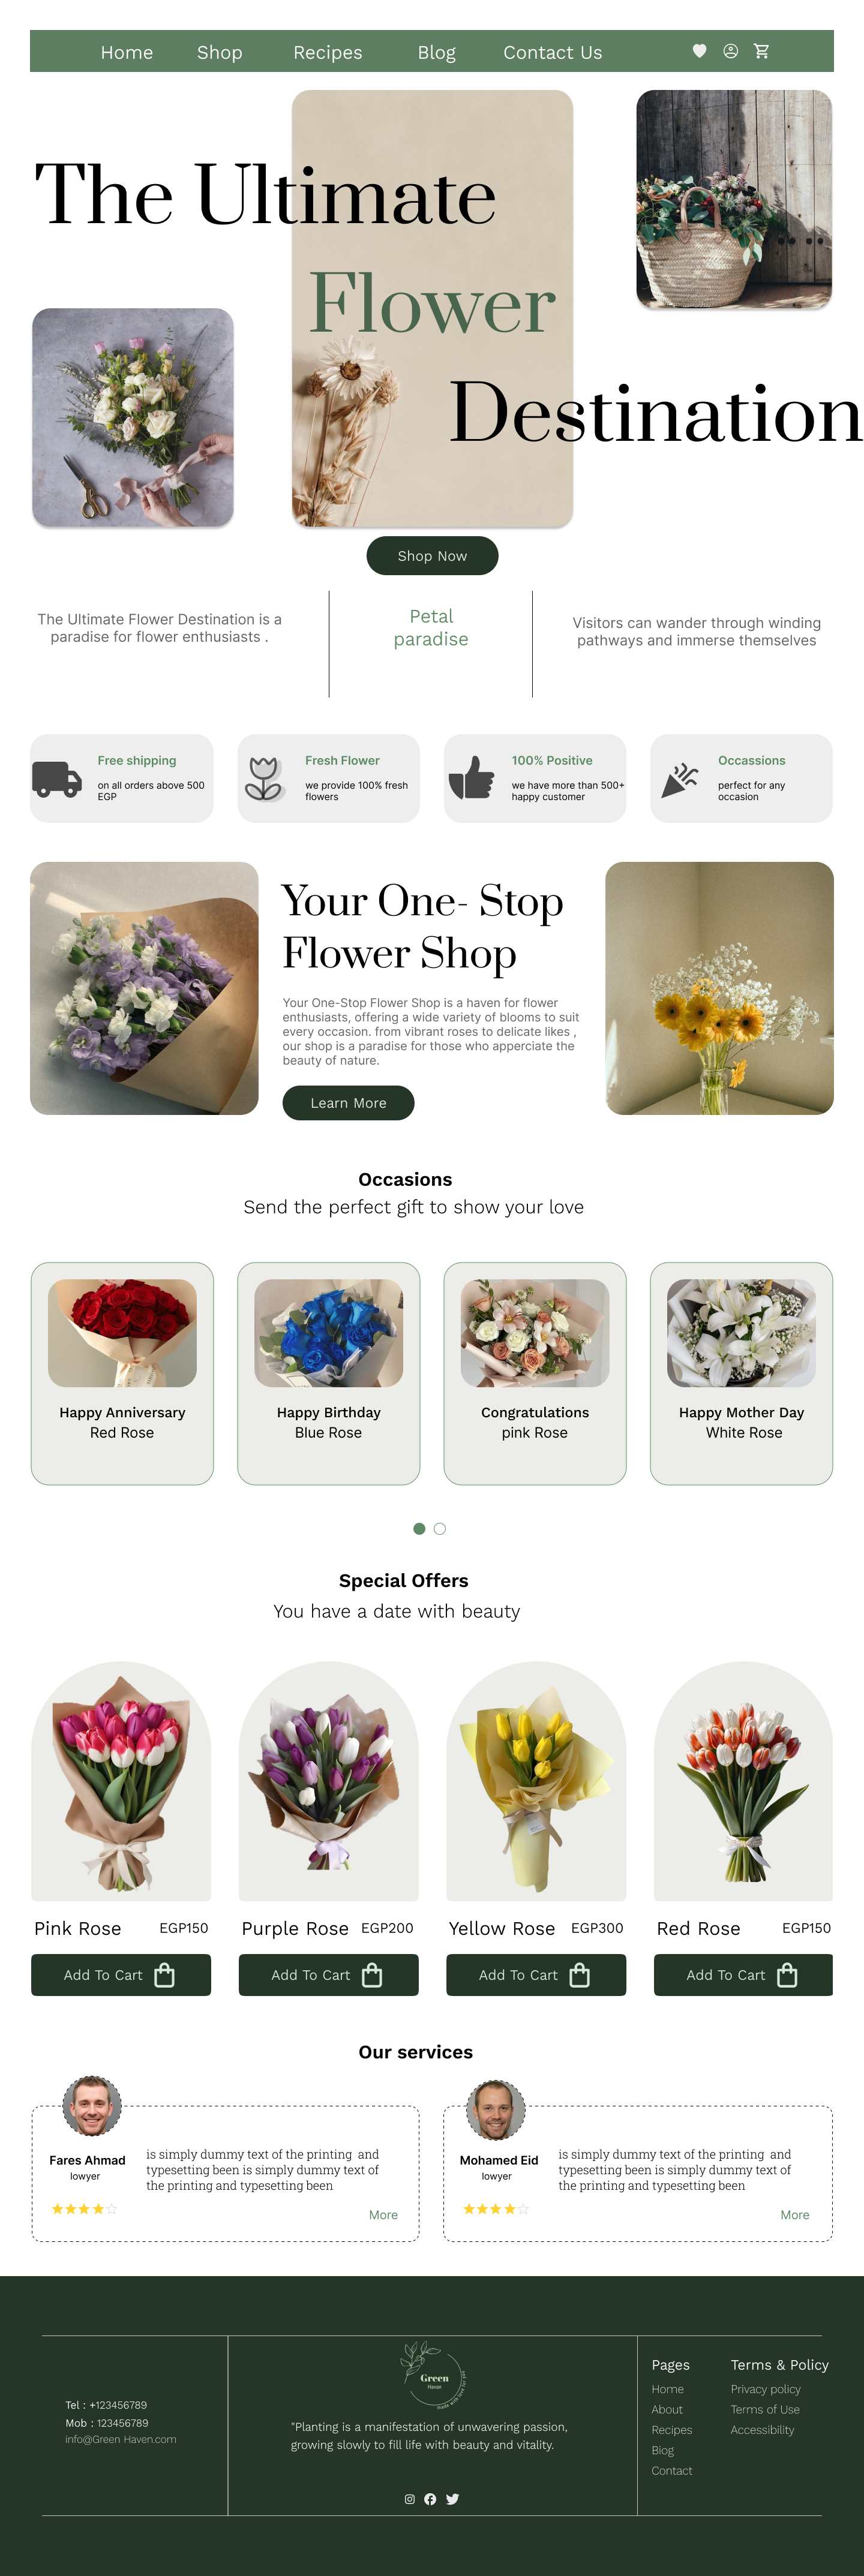 Home Shop Recipes Blog Contact Us
The Ultimate
Flower
Destination
Shop Now
The Ultimate Flower Destination is a
paradise for flower enthusiasts .
Petal
paradise
Visitors can wander through winding
pathways and immerse themselves
Free shipping
on all orders above 500
EGP
Fresh Flower
we provide 100% fresh
flowers
100% Positive
we have more than 500+
happy customer
Occassions
perfect for any
occasion
Your One- Stop
Flower Shop
Your One-Stop Flower Shop is a haven for flower
enthusiasts, offering a wide variety of blooms to suit
every occasion. from vibrant roses to delicate likes ,
our shop is a paradise for those who apperciate the
beauty of nature.
Learn More
Occasions
Send the perfect gift to show your love
Happy Anniversary
Red Rose
Happy Birthday
Blue Rose
Congratulations
pink Rose
Happy Mother Day
White Rose
Special Offers
You have a date with beauty
Pink Rose EGP150
Add To Cart
Purple Rose EGP200
Add To Cart
Yellow Rose EGP300
Add To Cart
Red Rose EGP150
Add To Cart
Our services
Fares Ahmad
lowyer
is simply dummy text of the printing and
typesetting been is simply dummy text of
the printing and typesetting been
More
Mohamed Eid
lowyer
is simply dummy text of the printing and
typesetting been is simply dummy text of
the printing and typesetting been
More
Tel : +123456789
Mob : 123456789
info@Green Haven.com
Green
Haven
"Planting is a manifestation of unwavering passion,
growing slowly to fill life with beauty and vitality.
Pages
Home
About
Recipes
Blog
Contact
Terms & Policy
Privacy policy
Terms of Use
Accessibility